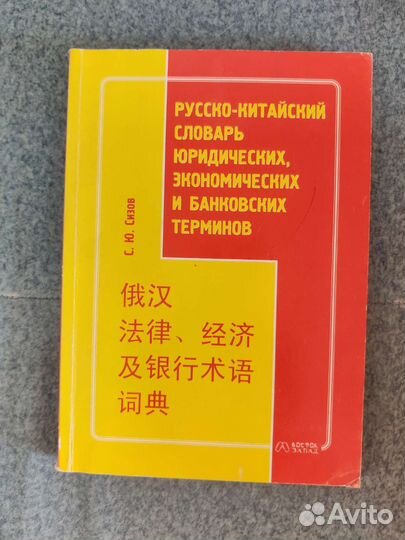 РУССКО-КИТАЙСКИЙ
СЛОВАРЬ
ЮРИДИЧЕСКИХ,
ЭКОНОМИЧЕСКИХ
И БАНКОВСКИХ
ТЕРМИНОВ
С. Ю. Сизов
俄汉
法律、经济
及银行术语
词典
ВОСТОК
ЗАПАД
Avito